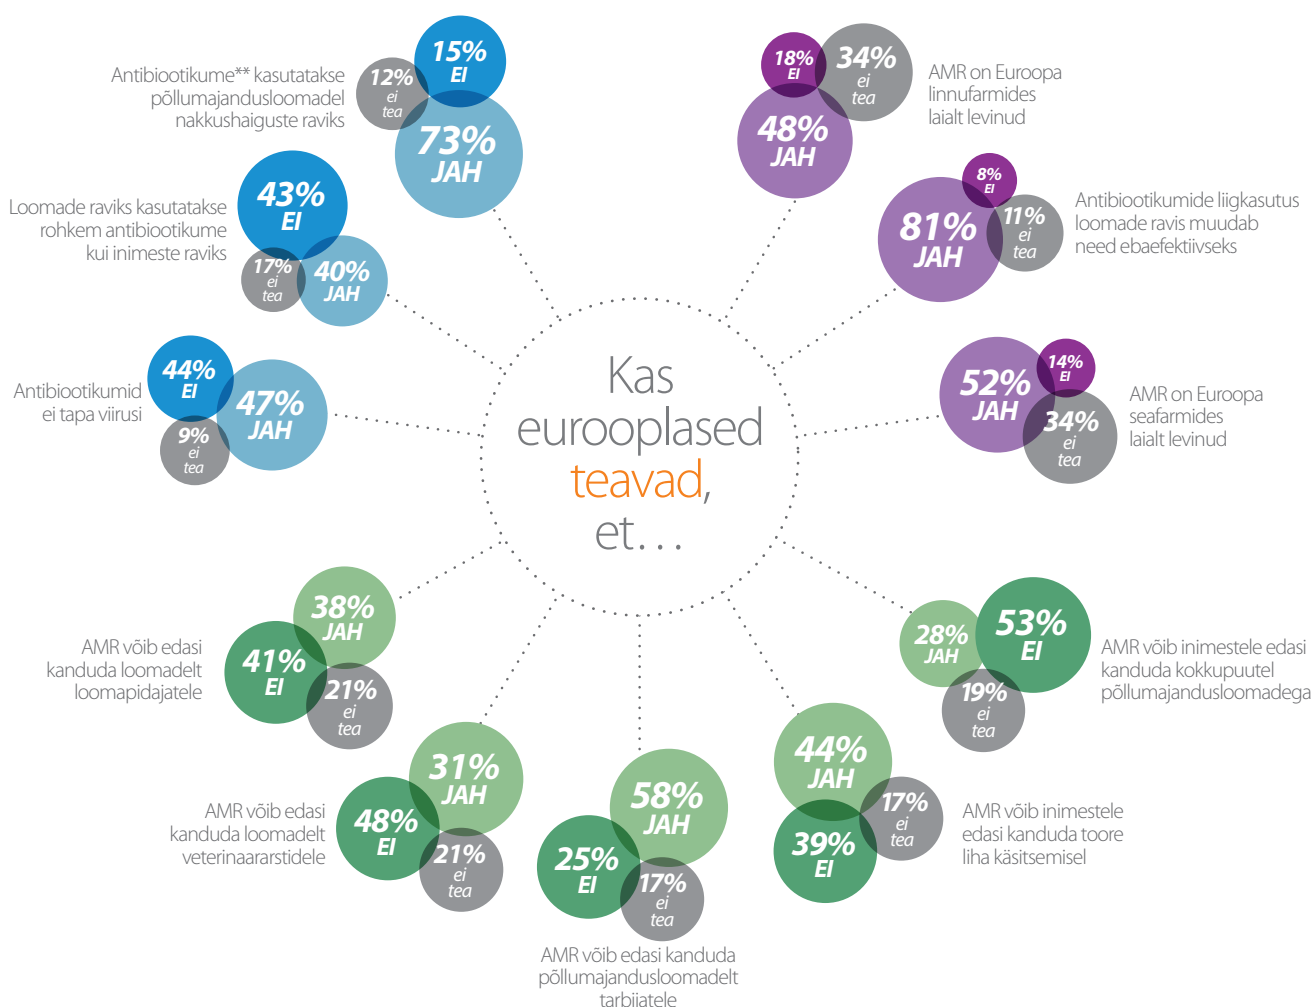 Kas
eurooplased
teavad,
et…
Antibiootikume** kasutatakse
põllumajandusloomadel
nakkushaiguste raviks
12%
ei
tea
15%
EI
73%
JAH
Loomade raviks kasutatakse
rohkem antibiootikume
kui inimeste raviks
43%
EI
17%
ei
tea
40%
JAH
Antibiootikumid
ei tapa viirusi
44%
EI
47%
JAH
9%
ei
tea
AMR võib edasi
kanduda loomadelt
loomapidajatele
38%
JAH
41%
EI
21%
ei
tea
AMR võib edasi
kanduda loomadelt
veterinaararstidele
31%
JAH
48%
EI
21%
ei
tea
58%
JAH
25%
EI
17%
ei
tea
AMR võib edasi kanduda
põllumajandusloomadelt
tarbijatele
44%
JAH
39%
EI
17%
ei
tea
AMR võib inimestele
edasi kanduda toore
liha käsitsemisel
28%
JAH
53%
EI
19%
ei
tea
AMR võib inimestele edasi
kanduda kokkupuutel
põllumajandusloomadega
52%
JAH
14%
EI
34%
ei
tea
AMR on Euroopa
seafarmides
laialt levinud
81%
JAH
8%
EI
11%
ei
tea
Antibiootikumide liigkasutus
loomade ravis muudab
need ebaefektiivseks
18%
EI
34%
ei
tea
48%
JAH
AMR on Euroopa
linnufarmides
laialt levinud